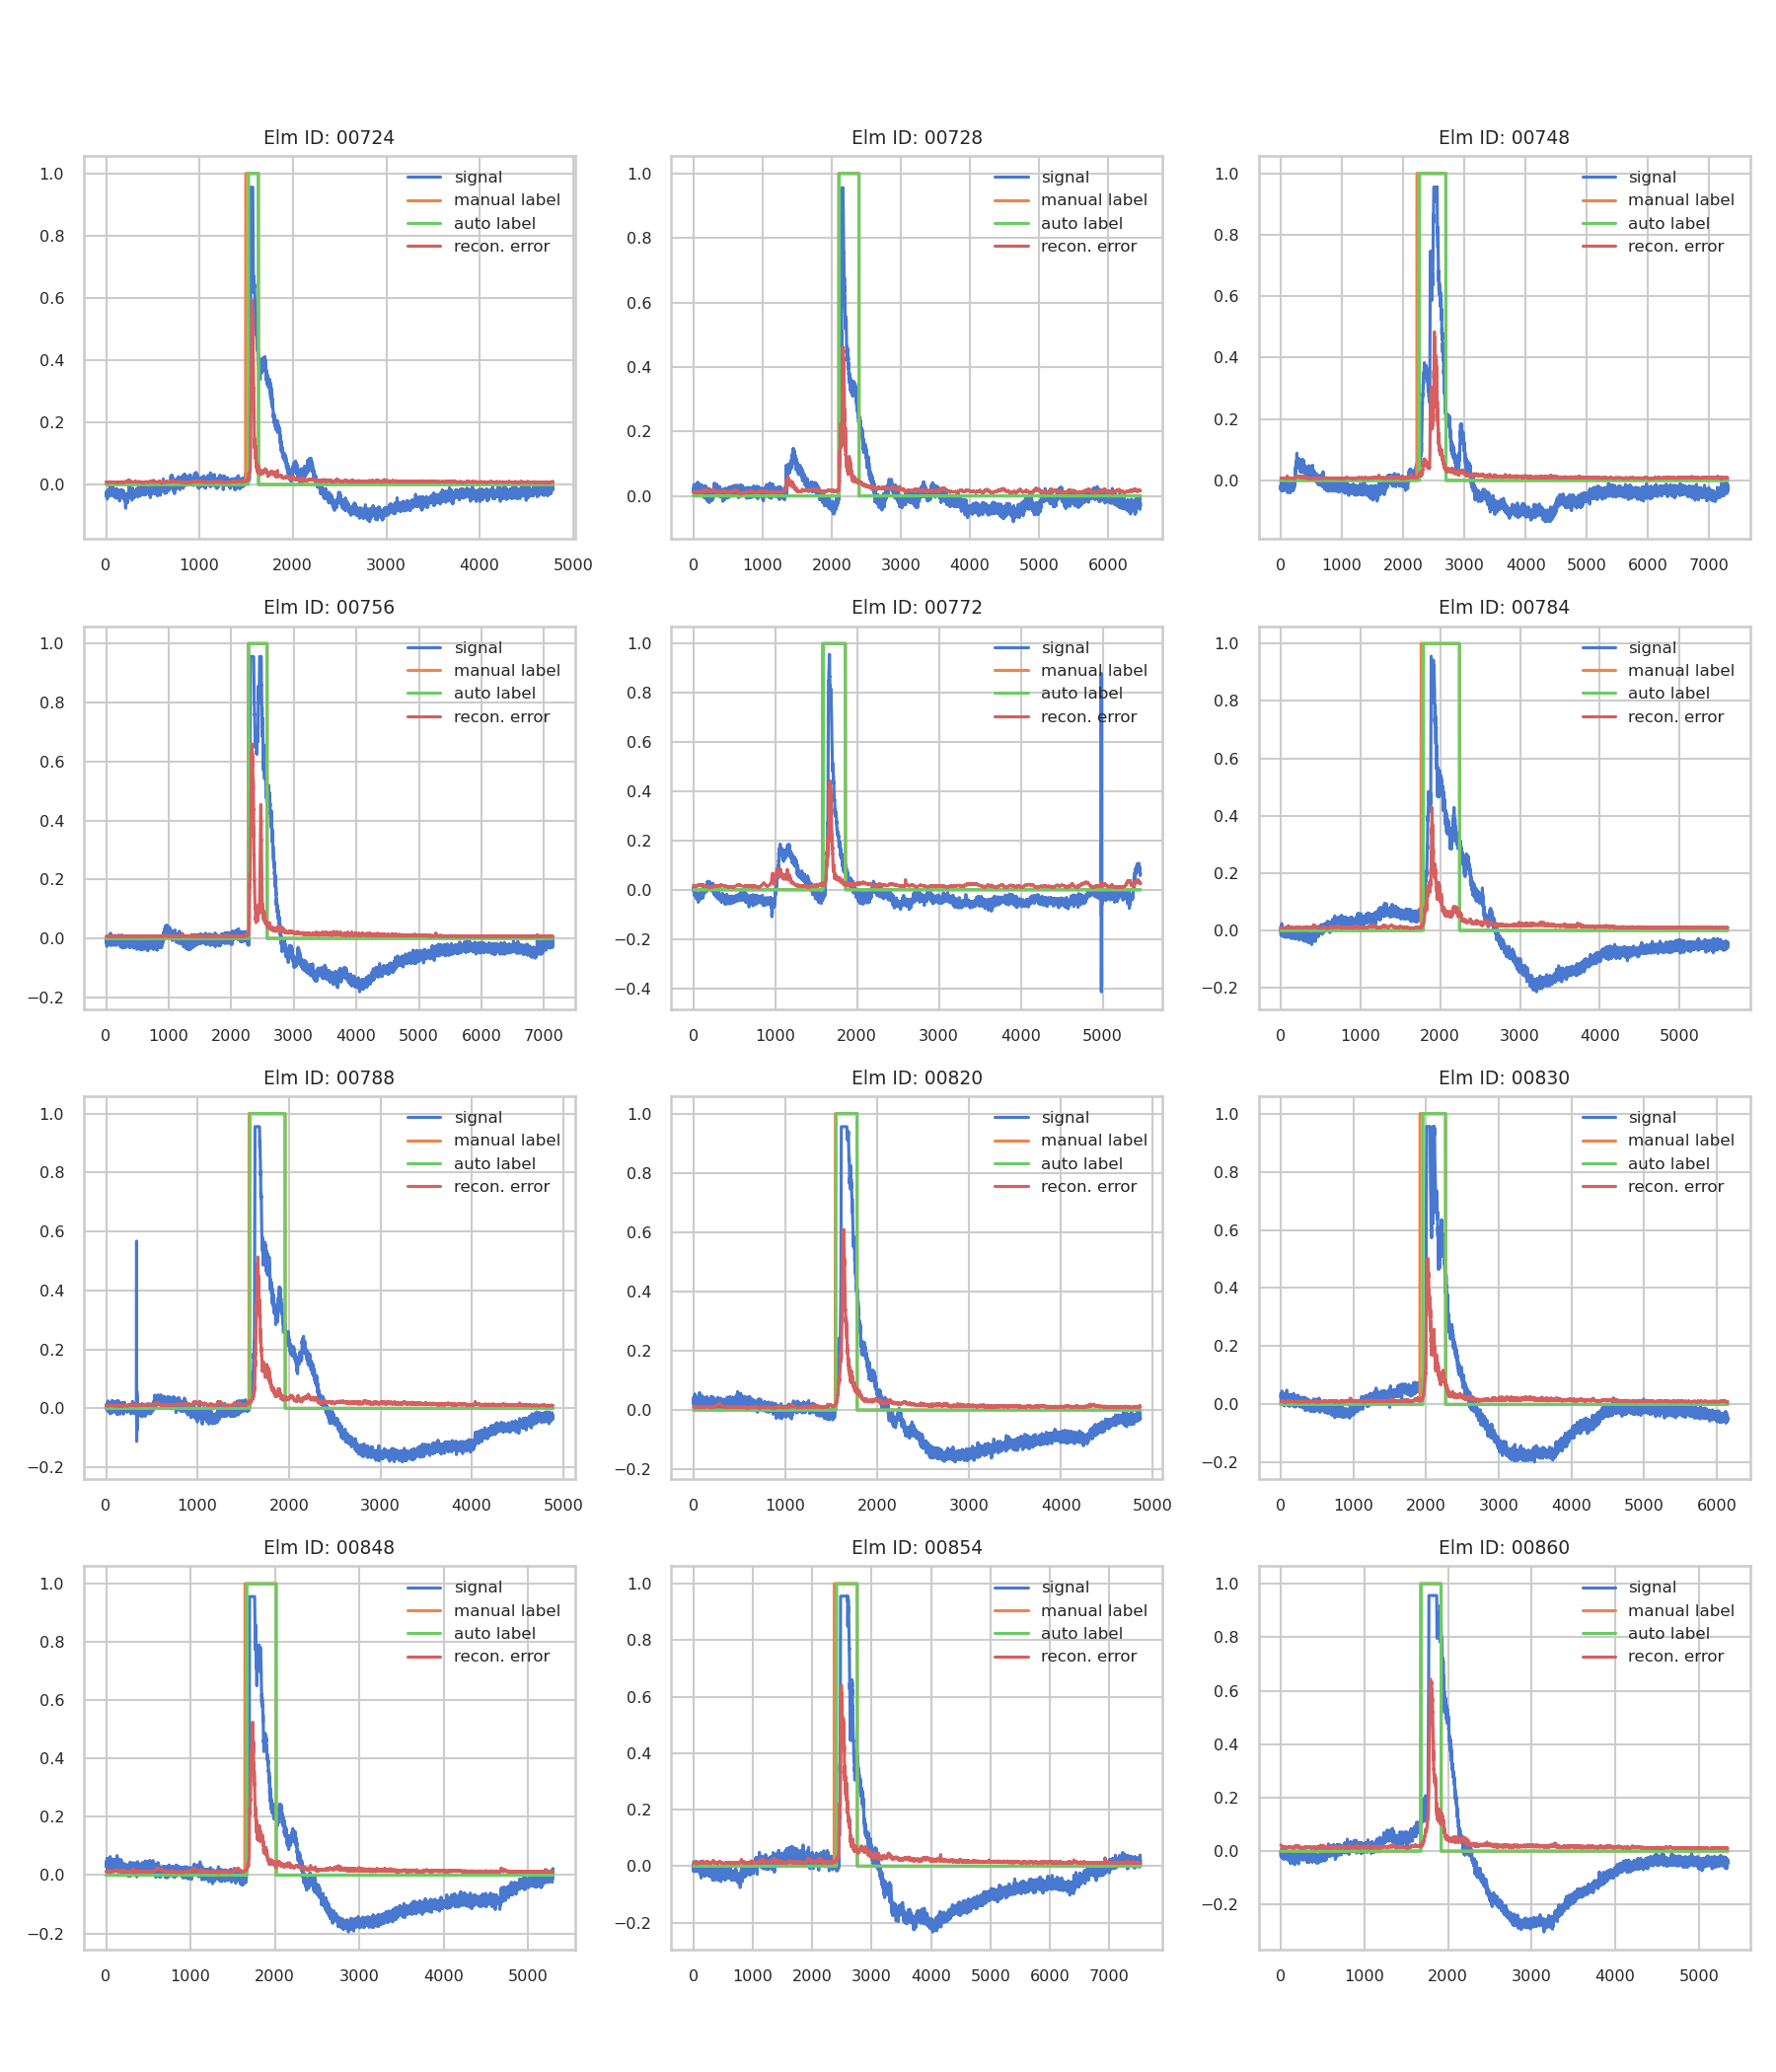 Elm ID: 00724
1.0
0.8
0.6
0.4
0.2
0.0
0 1000 2000 3000 4000 5000
signal
manual label
auto label
recon. error
Elm ID: 00728
1.0
0.8
0.6
0.4
0.2
0.0
0 1000 2000 3000 4000 5000 6000
signal
manual label
auto label
recon. error
Elm ID: 00748
1.0
0.8
0.6
0.4
0.2
0.0
0 1000 2000 3000 4000 5000 6000 7000
signal
manual label
auto label
recon. error
Elm ID: 00756
1.0
0.8
0.6
0.4
0.2
0.0
−0.2
0 1000 2000 3000 4000 5000 6000 7000
signal
manual label
auto label
recon. error
Elm ID: 00772
1.0
0.8
0.6
0.4
0.2
0.0
−0.2
−0.4
0 1000 2000 3000 4000 5000
signal
manual label
auto label
recon. error
Elm ID: 00784
1.0
0.8
0.6
0.4
0.2
0.0
−0.2
0 1000 2000 3000 4000 5000
signal
manual label
auto label
recon. error
Elm ID: 00788
1.0
0.8
0.6
0.4
0.2
0.0
−0.2
0 1000 2000 3000 4000 5000
signal
manual label
auto label
recon. error
Elm ID: 00820
1.0
0.8
0.6
0.4
0.2
0.0
−0.2
0 1000 2000 3000 4000 5000
signal
manual label
auto label
recon. error
Elm ID: 00830
1.0
0.8
0.6
0.4
0.2
0.0
−0.2
0 1000 2000 3000 4000 5000 6000
signal
manual label
auto label
recon. error
Elm ID: 00848
1.0
0.8
0.6
0.4
0.2
0.0
−0.2
0 1000 2000 3000 4000 5000
signal
manual label
auto label
recon. error
Elm ID: 00854
1.0
0.8
0.6
0.4
0.2
0.0
−0.2
0 1000 2000 3000 4000 5000 6000 7000
signal
manual label
auto label
recon. error
Elm ID: 00860
1.0
0.8
0.6
0.4
0.2
0.0
−0.2
0 1000 2000 3000 4000 5000
signal
manual label
auto label
recon. error